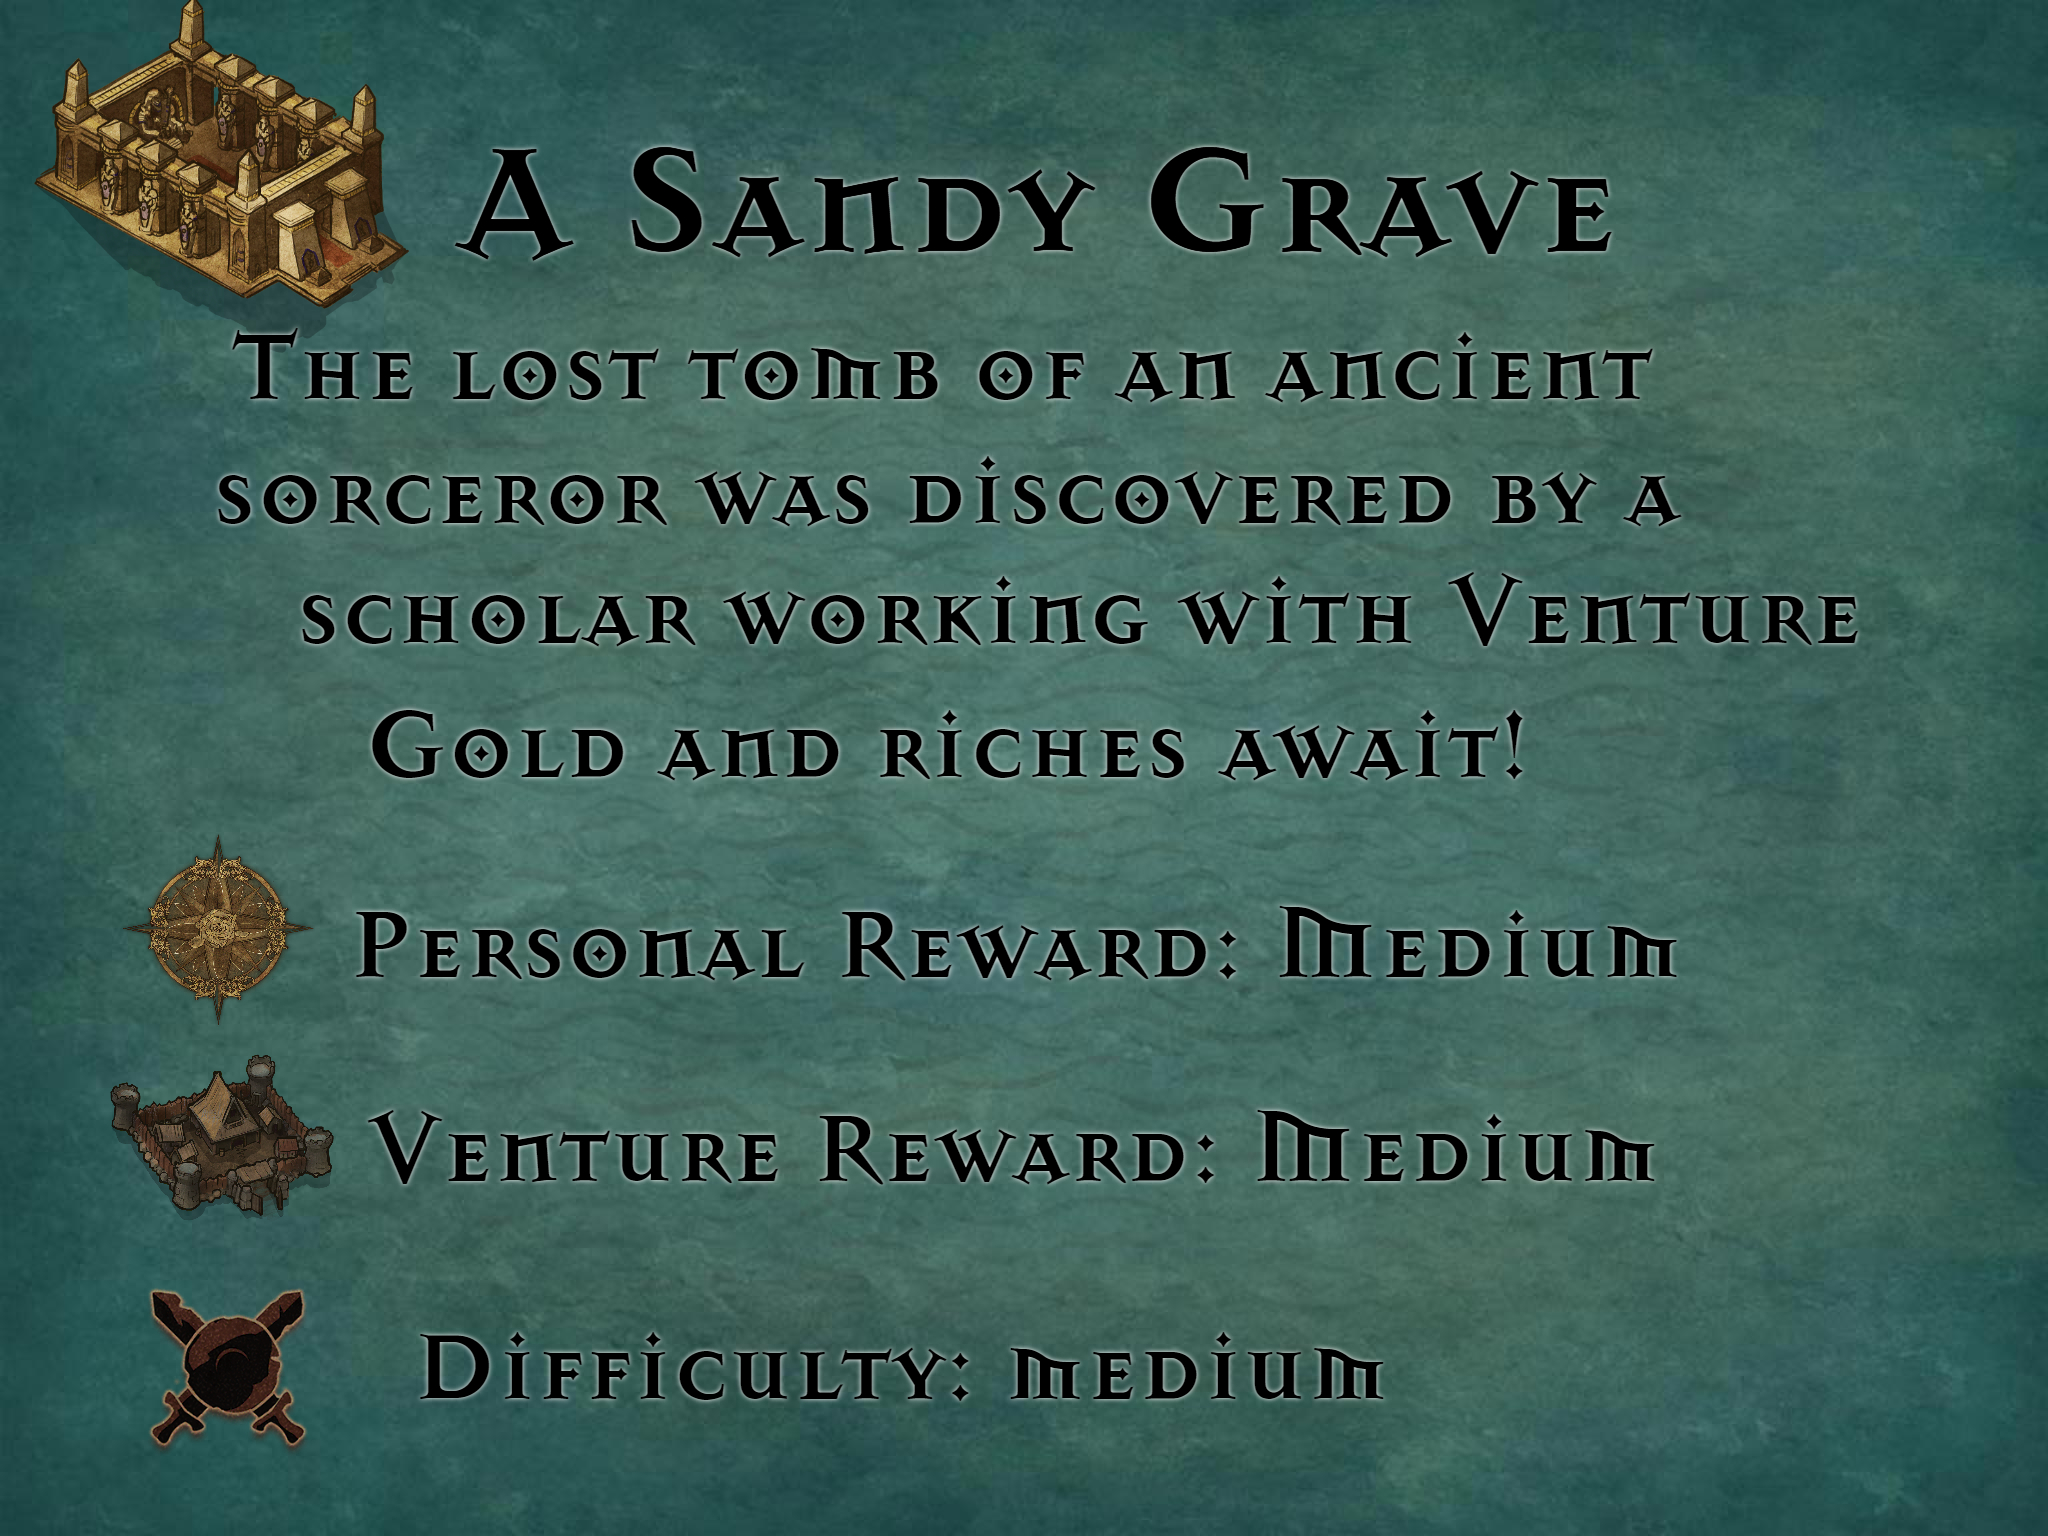 A Sandy Grave
The lost tomb of an ancient
sorceror was discovered by a
scholar working with Venture
Gold and riches await!
Personal Reward: Medium
Venture Reward: Medium
Difficulty: medium